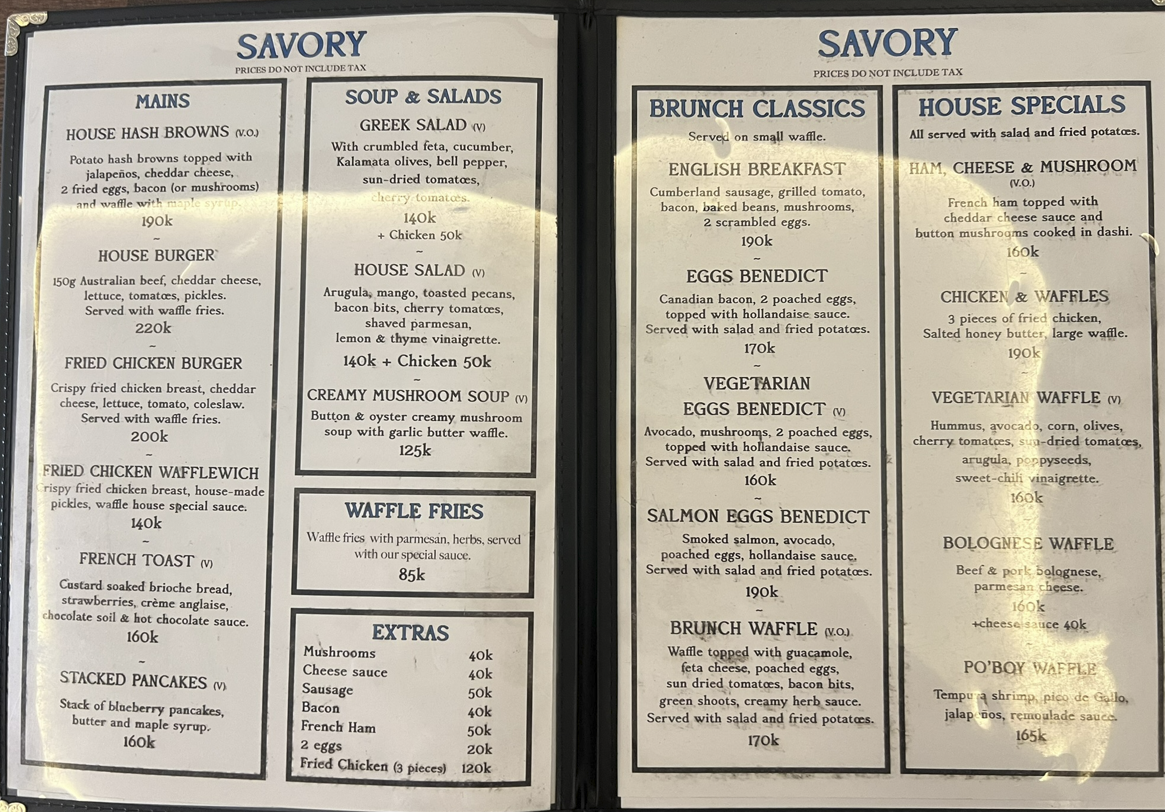 SAVORY
PRICES DO NOT INCLUDE TAX
MAINS
HOUSE HASH BROWNS (V.O.)
Potato hash browns topped with
jalapeños, cheddar cheese,
2 fried eggs, bacon (or mushrooms)
and waffle with maple syrup.
190k
~
HOUSE BURGER
150g Australian beef, cheddar cheese,
lettuce, tomatoes, pickles.
Served with waffle fries.
220k
~
FRIED CHICKEN BURGER
Crispy fried chicken breast, cheddar
cheese, lettuce, tomato, coleslaw.
Served with waffle fries.
200k
~
FRIED CHICKEN WAFFLEWICH
Crispy fried chicken breast, house-made
pickles, waffle house special sauce.
140k
~
FRENCH TOAST (V)
Custard soaked brioche bread,
strawberries, crème anglaise,
chocolate soil & hot chocolate sauce.
160k
~
STACKED PANCAKES (V)
Stack of blueberry pancakes,
butter and maple syrup.
160k
SOUP & SALADS
GREEK SALAD (V)
With crumbled feta, cucumber,
Kalamata olives, bell pepper,
sun-dried tomatoes,
cherry tomatoes.
140k
+ Chicken 50k
~
HOUSE SALAD (V)
Arugula, mango, toasted pecans,
bacon bits, cherry tomatoes,
shaved parmesan,
lemon & thyme vinaigrette.
140k + Chicken 50k
~
CREAMY MUSHROOM SOUP (V)
Button & oyster creamy mushroom
soup with garlic butter waffle.
125k
WAFFLE FRIES
Waffle fries with parmesan, herbs, served
with our special sauce.
85k
EXTRAS
Mushrooms 40k
Cheese sauce 40k
Sausage 50k
Bacon 40k
French Ham 50k
2 eggs 20k
Fried Chicken (3 pieces) 120k
SAVORY
PRICES DO NOT INCLUDE TAX
BRUNCH CLASSICS
Served on small waffle.
ENGLISH BREAKFAST
Cumberland sausage, grilled tomato,
bacon, baked beans, mushrooms,
2 scrambled eggs.
190k
~
EGGS BENEDICT
Canadian bacon, 2 poached eggs,
topped with hollandaise sauce.
Served with salad and fried potatoes.
170k
~
VEGETARIAN
EGGS BENEDICT (V)
Avocado, mushrooms, 2 poached eggs,
topped with hollandaise sauce.
Served with salad and fried potatoes.
160k
~
SALMON EGGS BENEDICT
Smoked salmon, avocado,
poached eggs, hollandaise sauce.
Served with salad and fried potatoes.
190k
~
BRUNCH WAFFLE (V.O.)
Waffle topped with guacamole,
feta cheese, poached eggs,
sun dried tomatoes, bacon bits,
green shoots, creamy herb sauce.
Served with salad and fried potatoes.
170k
HOUSE SPECIALS
All served with salad and fried potatoes.
HAM, CHEESE & MUSHROOM
(V.O.)
French ham topped with
cheddar cheese sauce and
button mushrooms cooked in dashi.
160k
~
CHICKEN & WAFFLES
3 pieces of fried chicken,
Salted honey butter, large waffle.
190k
~
VEGETARIAN WAFFLE (V)
Hummus, avocado, corn, olives,
cherry tomatoes, sun-dried tomatoes,
arugula, poppyseeds,
sweet-chili vinaigrette.
160k
~
BOLOGNESE WAFFLE
Beef & pork bolognese,
parmesan cheese.
160k
+cheese sauce 40k
~
PO'BOY WAFFLE
Tempura shrimp, pico de Gallo,
jalapeños, remoulade sauce.
165k